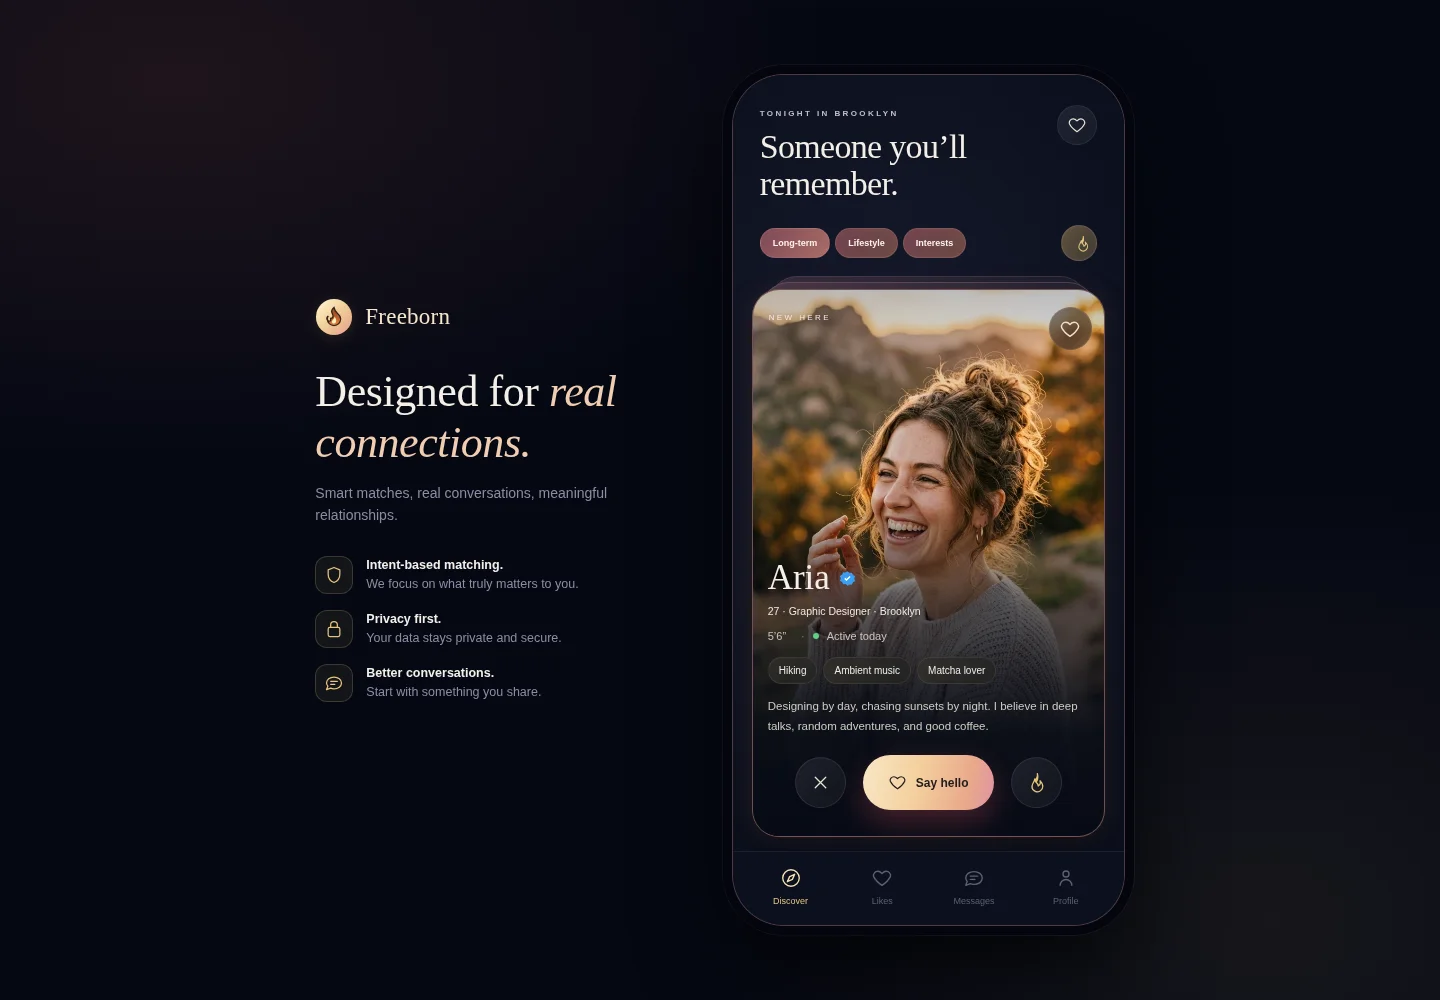 Freeborn
Designed for real
connections.
Smart matches, real conversations, meaningful
relationships.
Intent-based matching.
We focus on what truly matters to you.
Privacy first.
Your data stays private and secure.
Better conversations.
Start with something you share.
TONIGHT IN BROOKLYN
Someone you’ll
remember.
Long-term
Lifestyle
Interests
NEW HERE
Aria
27 · Graphic Designer · Brooklyn
5'6" · Active today
Hiking
Ambient music
Matcha lover
Designing by day, chasing sunsets by night. I believe in deep
talks, random adventures, and good coffee.
Say hello
Discover
Likes
Messages
Profile